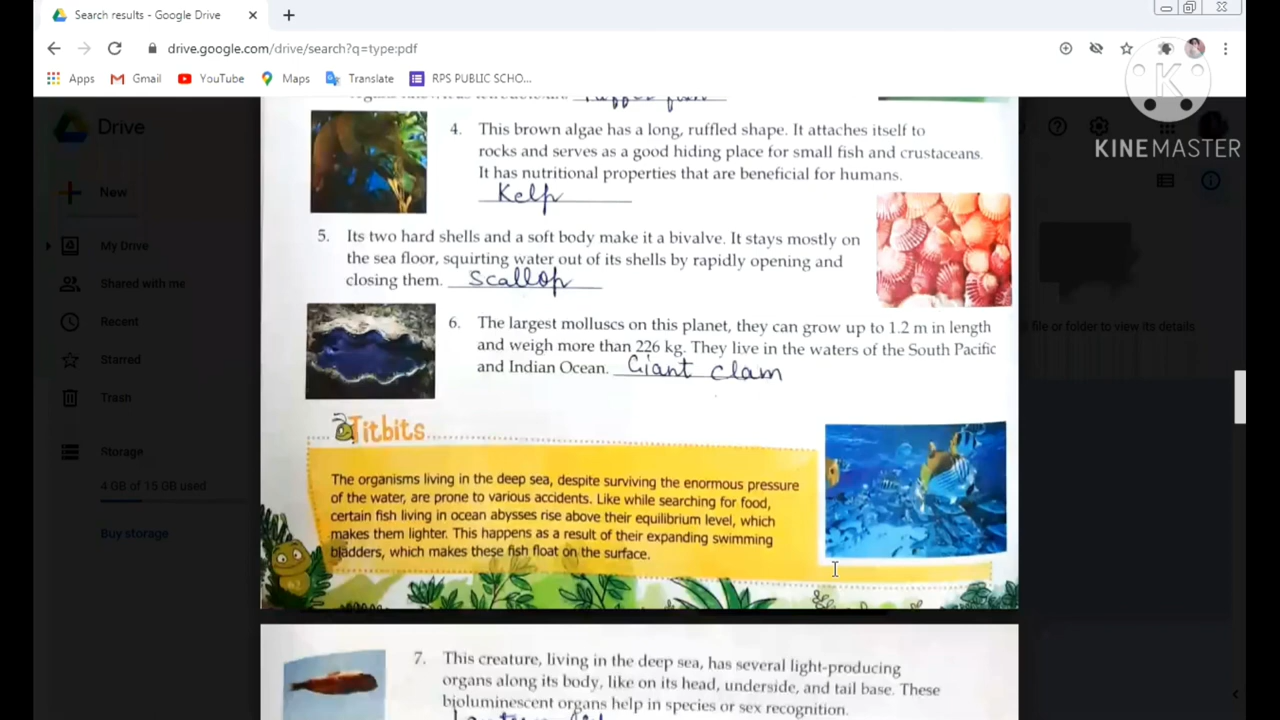 Search results - Google Drive
drive.google.com/drive/search?q=type:pdf
Apps Gmail YouTube Maps Translate RPS PUBLIC SCHO...
K
KINEMASTER
Drive
New
My Drive
Shared with me
Recent
Starred
Trash
Storage
4 GB of 15 GB used
Buy storage
file or folder to view its details
4. This brown algae has a long, ruffled shape. It attaches itself to
rocks and serves as a good hiding place for small fish and crustaceans.
It has nutritional properties that are beneficial for humans.
Kelp
5. Its two hard shells and a soft body make it a bivalve. It stays mostly on
the sea floor, squirting water out of its shells by rapidly opening and
closing them. Scallop
6. The largest molluscs on this planet, they can grow up to 1.2 m in length
and weigh more than 226 kg. They live in the waters of the South Pacific
and Indian Ocean. Giant clam
Titbits
The organisms living in the deep sea, despite surviving the enormous pressure
of the water, are prone to various accidents. Like while searching for food,
certain fish living in ocean abysses rise above their equilibrium level, which
makes them lighter. This happens as a result of their expanding swimming
bladders, which makes these fish float on the surface.
7. This creature, living in the deep sea, has several light-producing
organs along its body, like on its head, underside, and tail base. These
bioluminescent organs help in species or sex recognition.